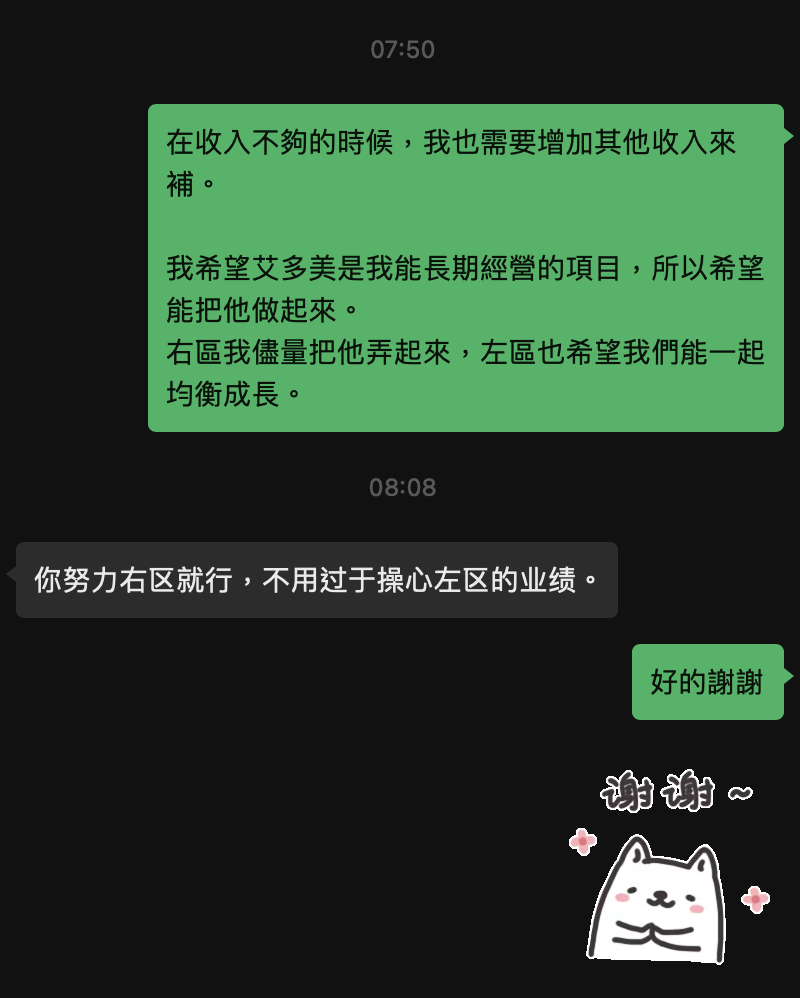 07:50
在收入不夠的時候，我也需要增加其他收入來
補。
我希望艾多美是我能長期經營的項目，所以希望
能把他做起來。
右區我儘量把他弄起來，左區也希望我們能一起
均衡成長。
08:08
你努力右区就行，不用过于操心左区的业绩。
好的謝謝
谢谢~